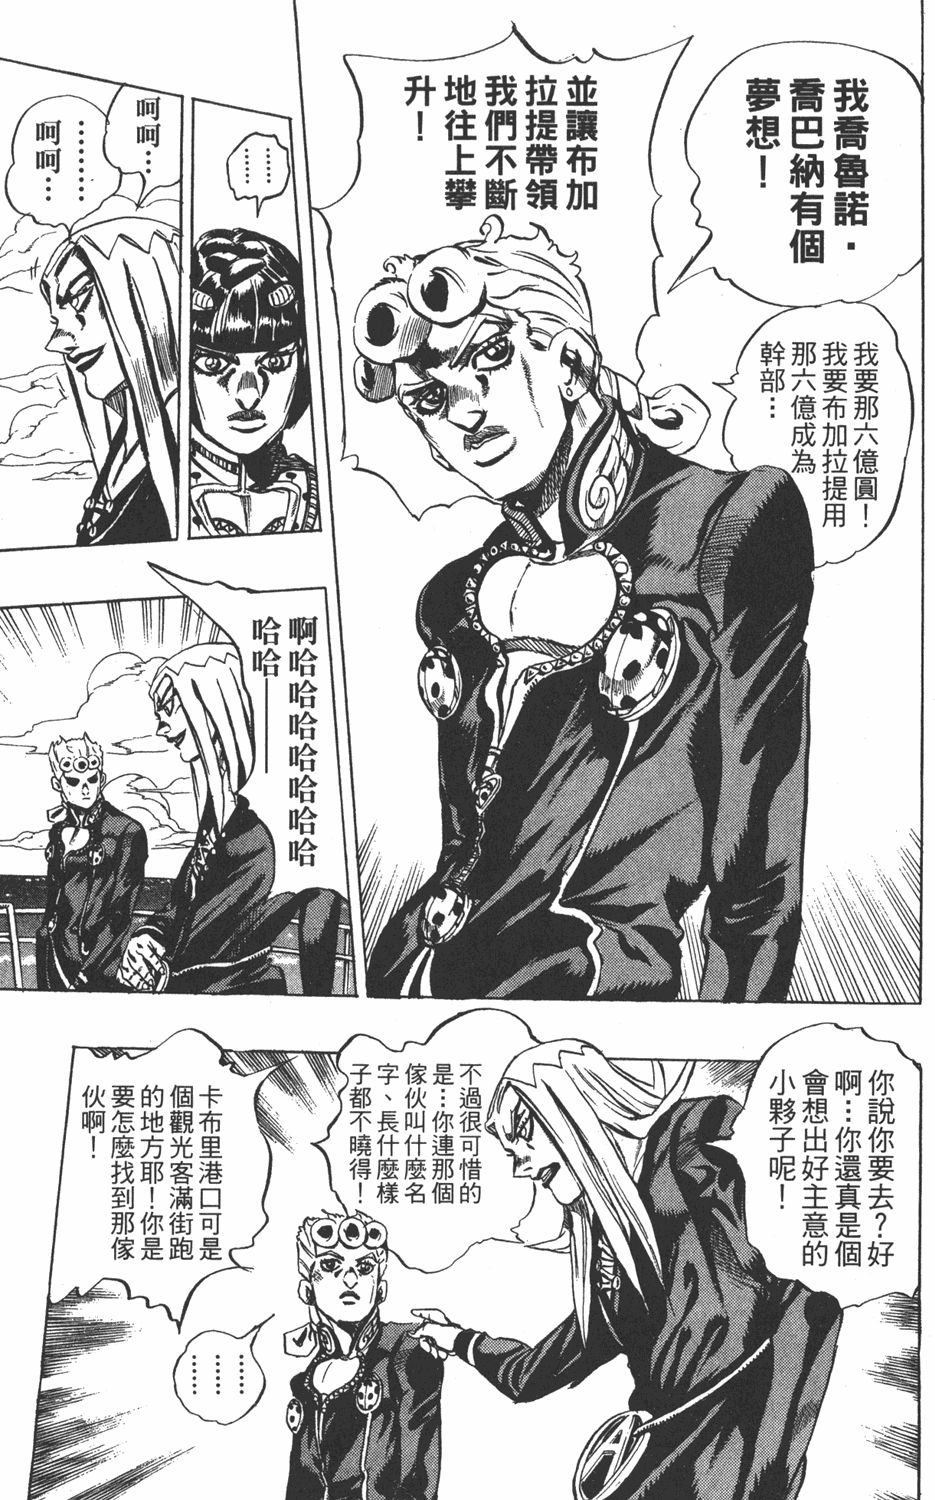 我喬魯諾·
喬巴納有個
夢想！
我要那六億圓！
我要布加拉提用
那六億成為
幹部…
並讓布加
拉提帶領
我們不斷
地往上攀
升！
……
呵呵…
………
呵呵…
啊哈哈哈哈哈哈哈
哈哈——
你說你要去？好
啊…你還真是個
會想出好主意的
小夥子呢！
不過很可惜的
是…你連那個
傢伙叫什麼名
字、長什麼樣
子都不曉得！
卡布里港口可是
個觀光客滿街跑
的地方耶！你是
要怎麼找到那傢
伙啊！
……
……
A